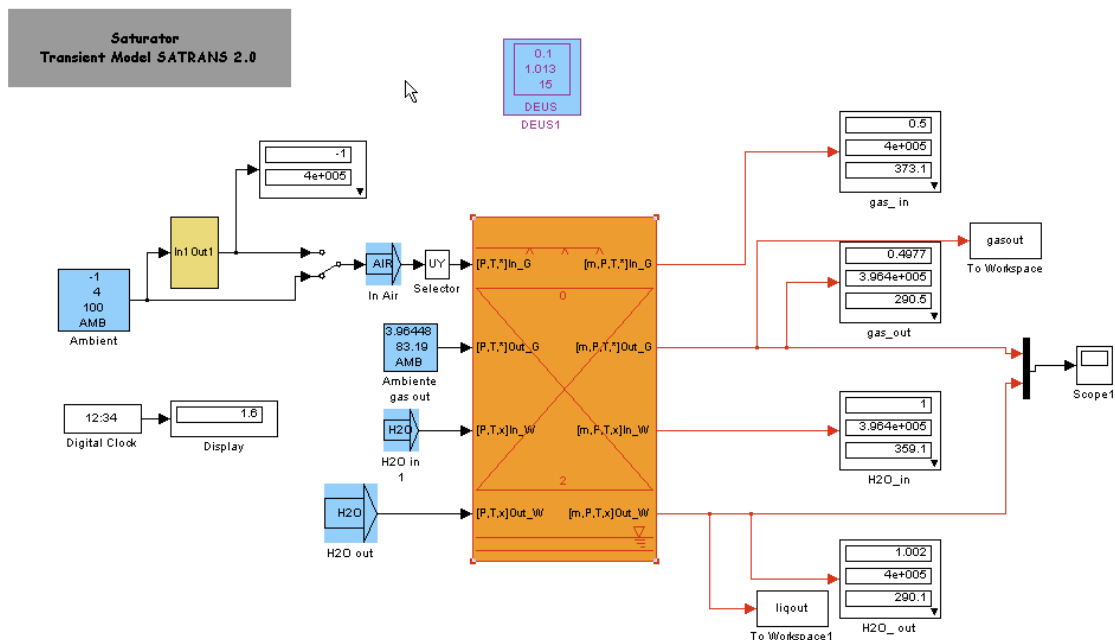 Saturator
Transient Model SATRANS 2.0
0.1
1.013
15
DEUS
DEUS1
-1
4e+005
0.5
4e+005
373.1
gas_ in
In1 Out1
AIR
In Air
UY
Selector
[P,T,*]In_G
[m,P,T,*]In_G
gasout
To Workspace
0.4977
3.964e+005
290.5
gas_out
-1
4
100
AMB
Ambient
0
3.96448
83.19
AMB
Ambiente
gas out
[P,T,*]Out_G
[m,P,T,*]Out_G
Scope1
12:34
Digital Clock
1.6
Display
H2O
H2O in
1
[P,T,x]In_W
[m,P,T,x]In_W
1
3.964e+005
359.1
H2O_in
2
H2O
H2O out
[P,T,x]Out_W
[m,P,T,x]Out_W
1.002
4e+005
290.1
H2O_ out
liqout
To Workspace1